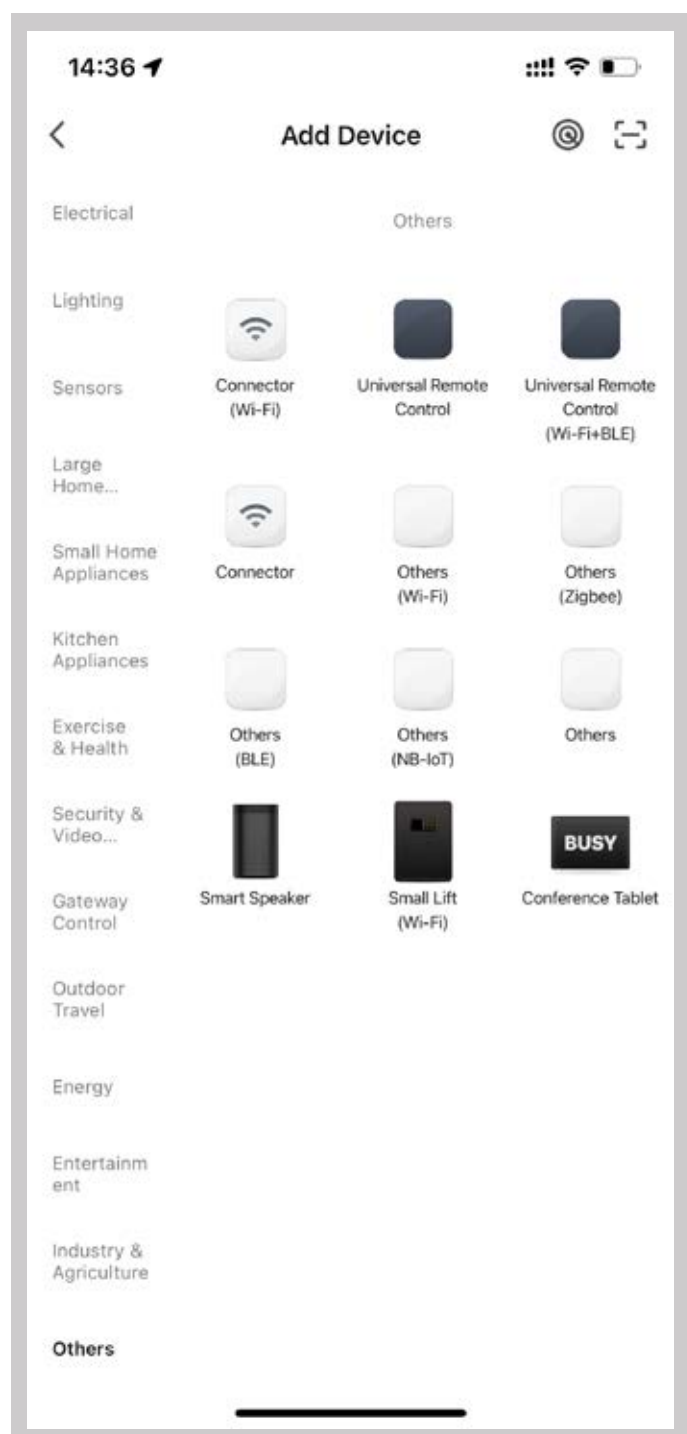 14:36
Add Device
Electrical
Lighting
Sensors
Large
Home...
Small Home
Appliances
Kitchen
Appliances
Exercise
& Health
Security &
Video...
Gateway
Control
Outdoor
Travel
Energy
Entertainm
ent
Industry &
Agriculture
Others
Others
Connector
(Wi-Fi)
Universal Remote
Control
Universal Remote
Control
(Wi-Fi+BLE)
Connector
Others
(Wi-Fi)
Others
(Zigbee)
Others
(BLE)
Others
(NB-IoT)
Others
Smart Speaker
Small Lift
(Wi-Fi)
BUSY
Conference Tablet